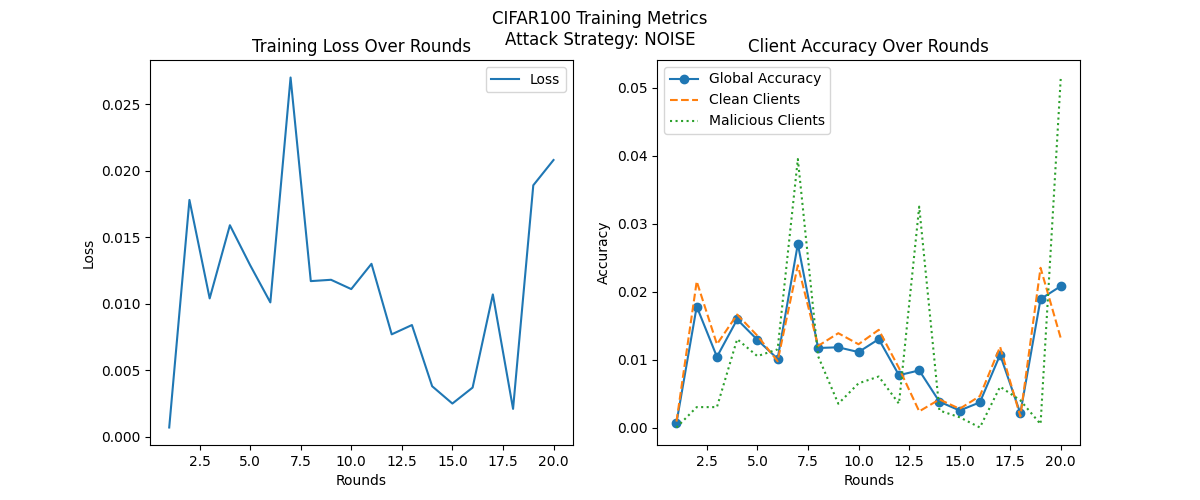 CIFAR100 Training Metrics
Attack Strategy: NOISE
Training Loss Over Rounds
Loss
0.025
0.020
0.015
0.010
0.005
0.000
Loss
2.5 5.0 7.5 10.0 12.5 15.0 17.5 20.0
Rounds
Client Accuracy Over Rounds
Global Accuracy
Clean Clients
Malicious Clients
0.05
0.04
0.03
0.02
0.01
0.00
Accuracy
2.5 5.0 7.5 10.0 12.5 15.0 17.5 20.0
Rounds